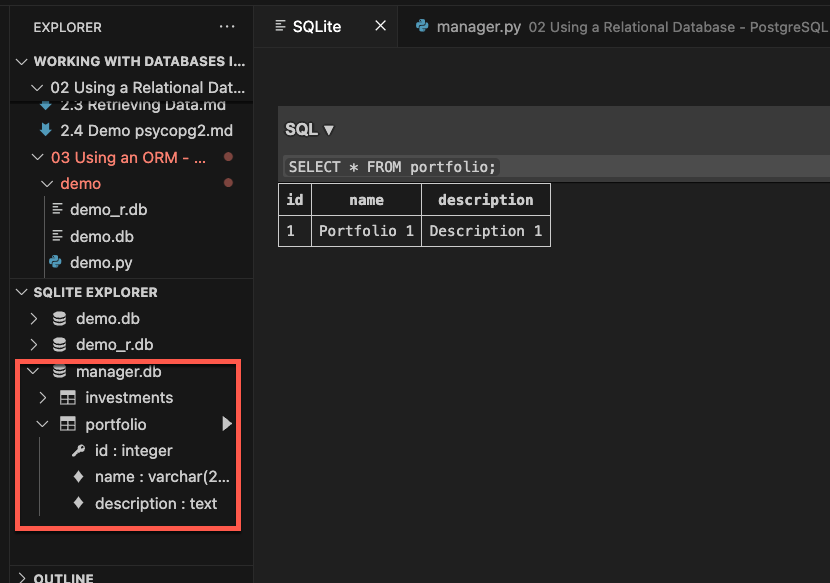 EXPLORER ...
WORKING WITH DATABASES I...
02 Using a Relational Dat...
2.3 Retrieving Data.md
2.4 Demo psycopg2.md
03 Using an ORM - ...
demo
demo_r.db
demo.db
demo.py
SQLITE EXPLORER
demo.db
demo_r.db
manager.db
investments
portfolio
id : integer
name : varchar(2...
description : text
OUTLINE
SQLite
manager.py 02 Using a Relational Database - PostgreSQL
SQL ▼
SELECT * FROM portfolio;
id name description
1 Portfolio 1 Description 1